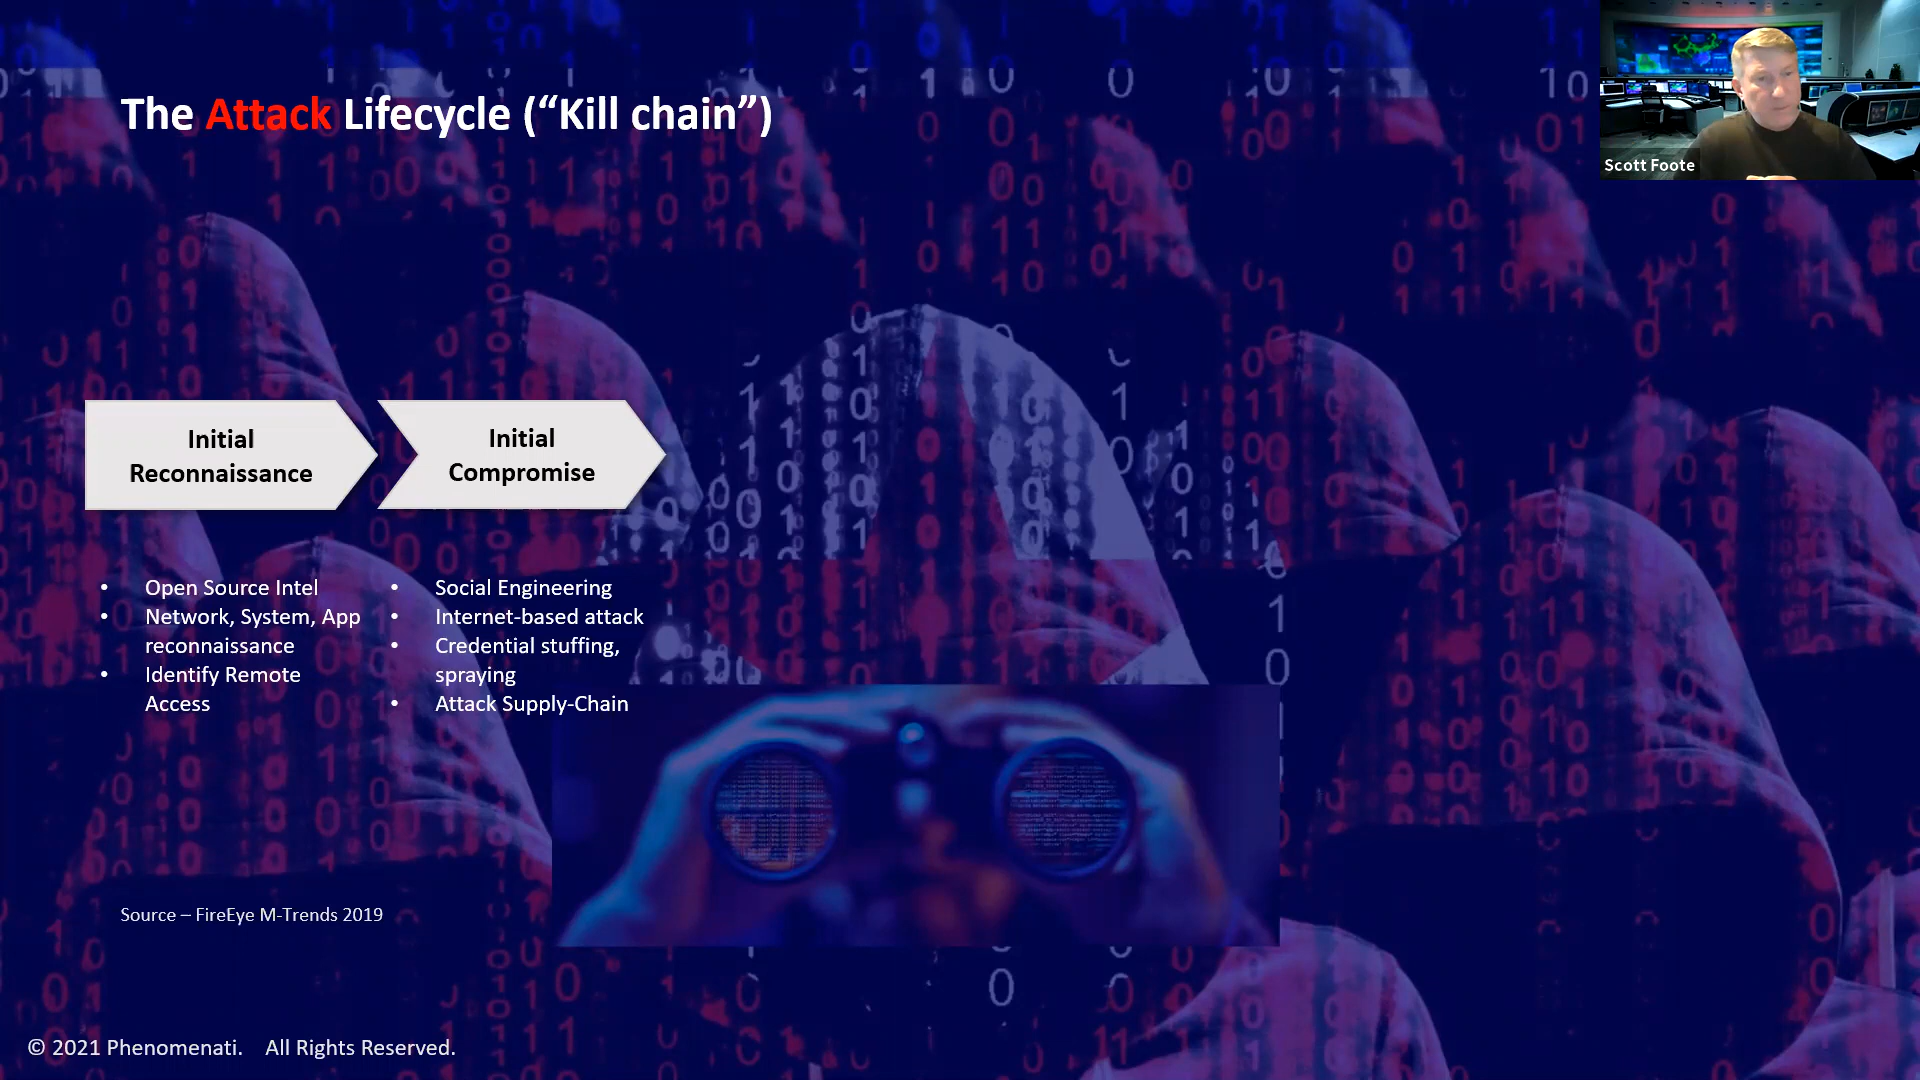 The Attack Lifecycle (“Kill chain”)
Scott Foote
Initial
Reconnaissance
Initial
Compromise
• Open Source Intel
• Network, System, App
reconnaissance
• Identify Remote
Access
• Social Engineering
• Internet-based attack
• Credential stuffing,
spraying
• Attack Supply-Chain
Source – FireEye M-Trends 2019
© 2021 Phenomenati. All Rights Reserved.